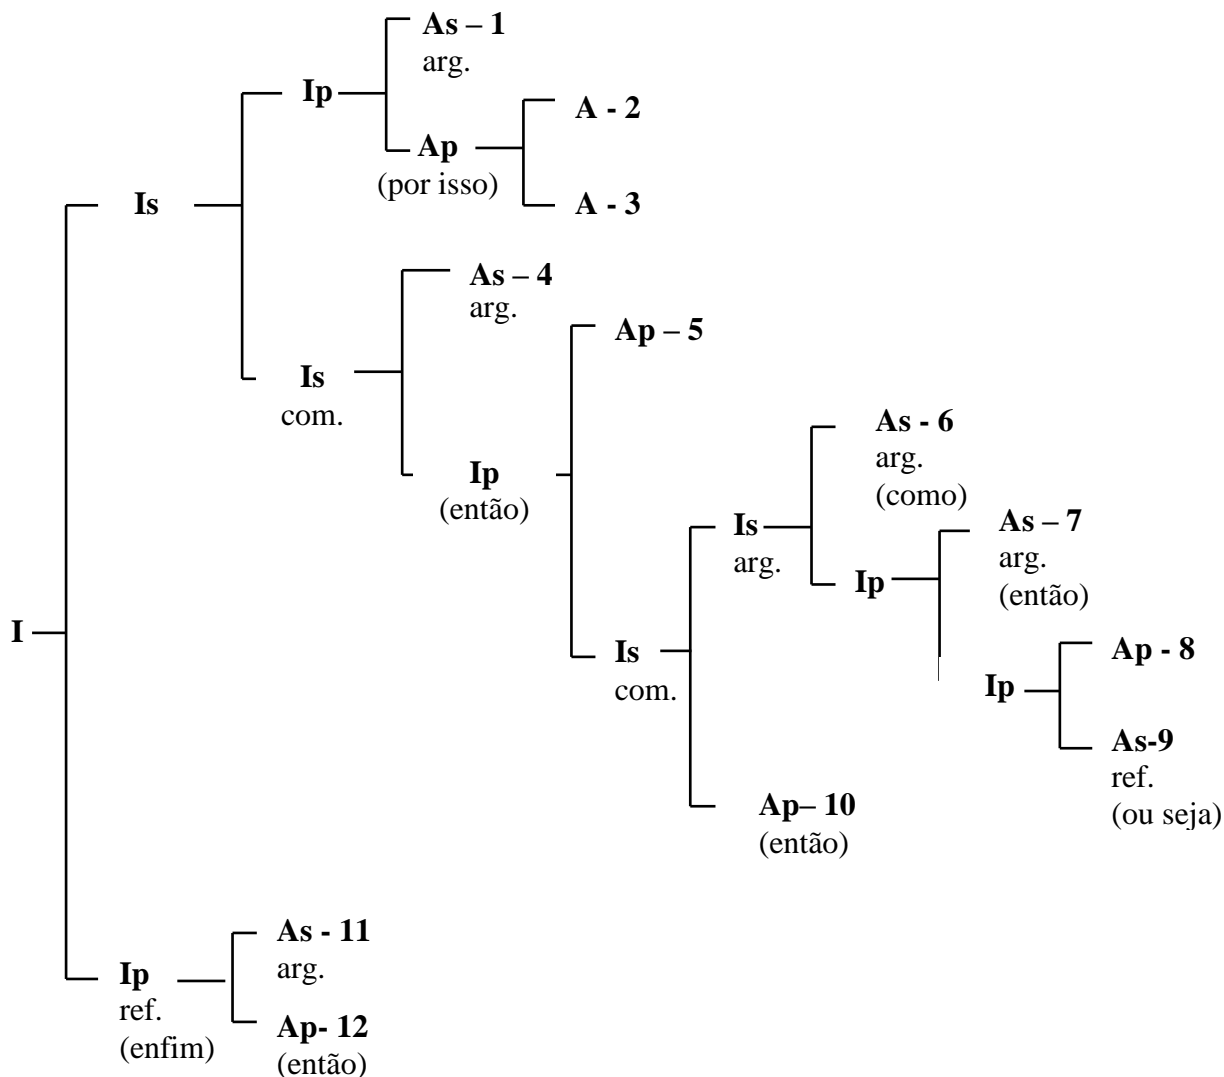 As – 1
arg.
Ip
A - 2
Ap
(por isso)
A - 3
Is
As – 4
arg.
Ap – 5
Is
com.
As - 6
arg.
(como)
Ip
(então)
As – 7
arg.
(então)
Is
arg.
Ip
I
Is
com.
Ap - 8
Ip
As-9
ref.
(ou seja)
Ap– 10
(então)
As - 11
arg.
Ip
ref.
(enfim)
Ap- 12
(então)